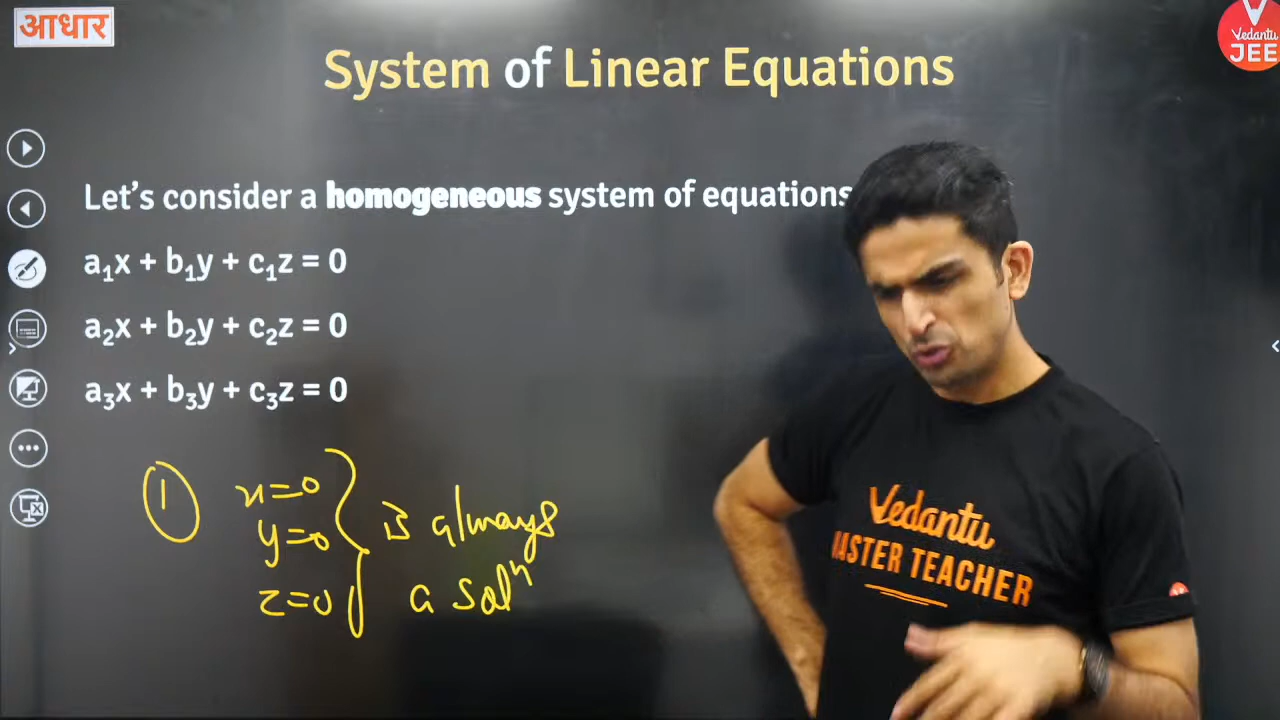 आधार
Vedantu
JEE
System of Linear Equations
Let's consider a homogeneous system of equations
a₁x + b₁y + c₁z = 0
a₂x + b₂y + c₂z = 0
a₃x + b₃y + c₃z = 0
① x=0
y=0 is always
z=0 a solⁿ
Vedantu
MASTER TEACHER